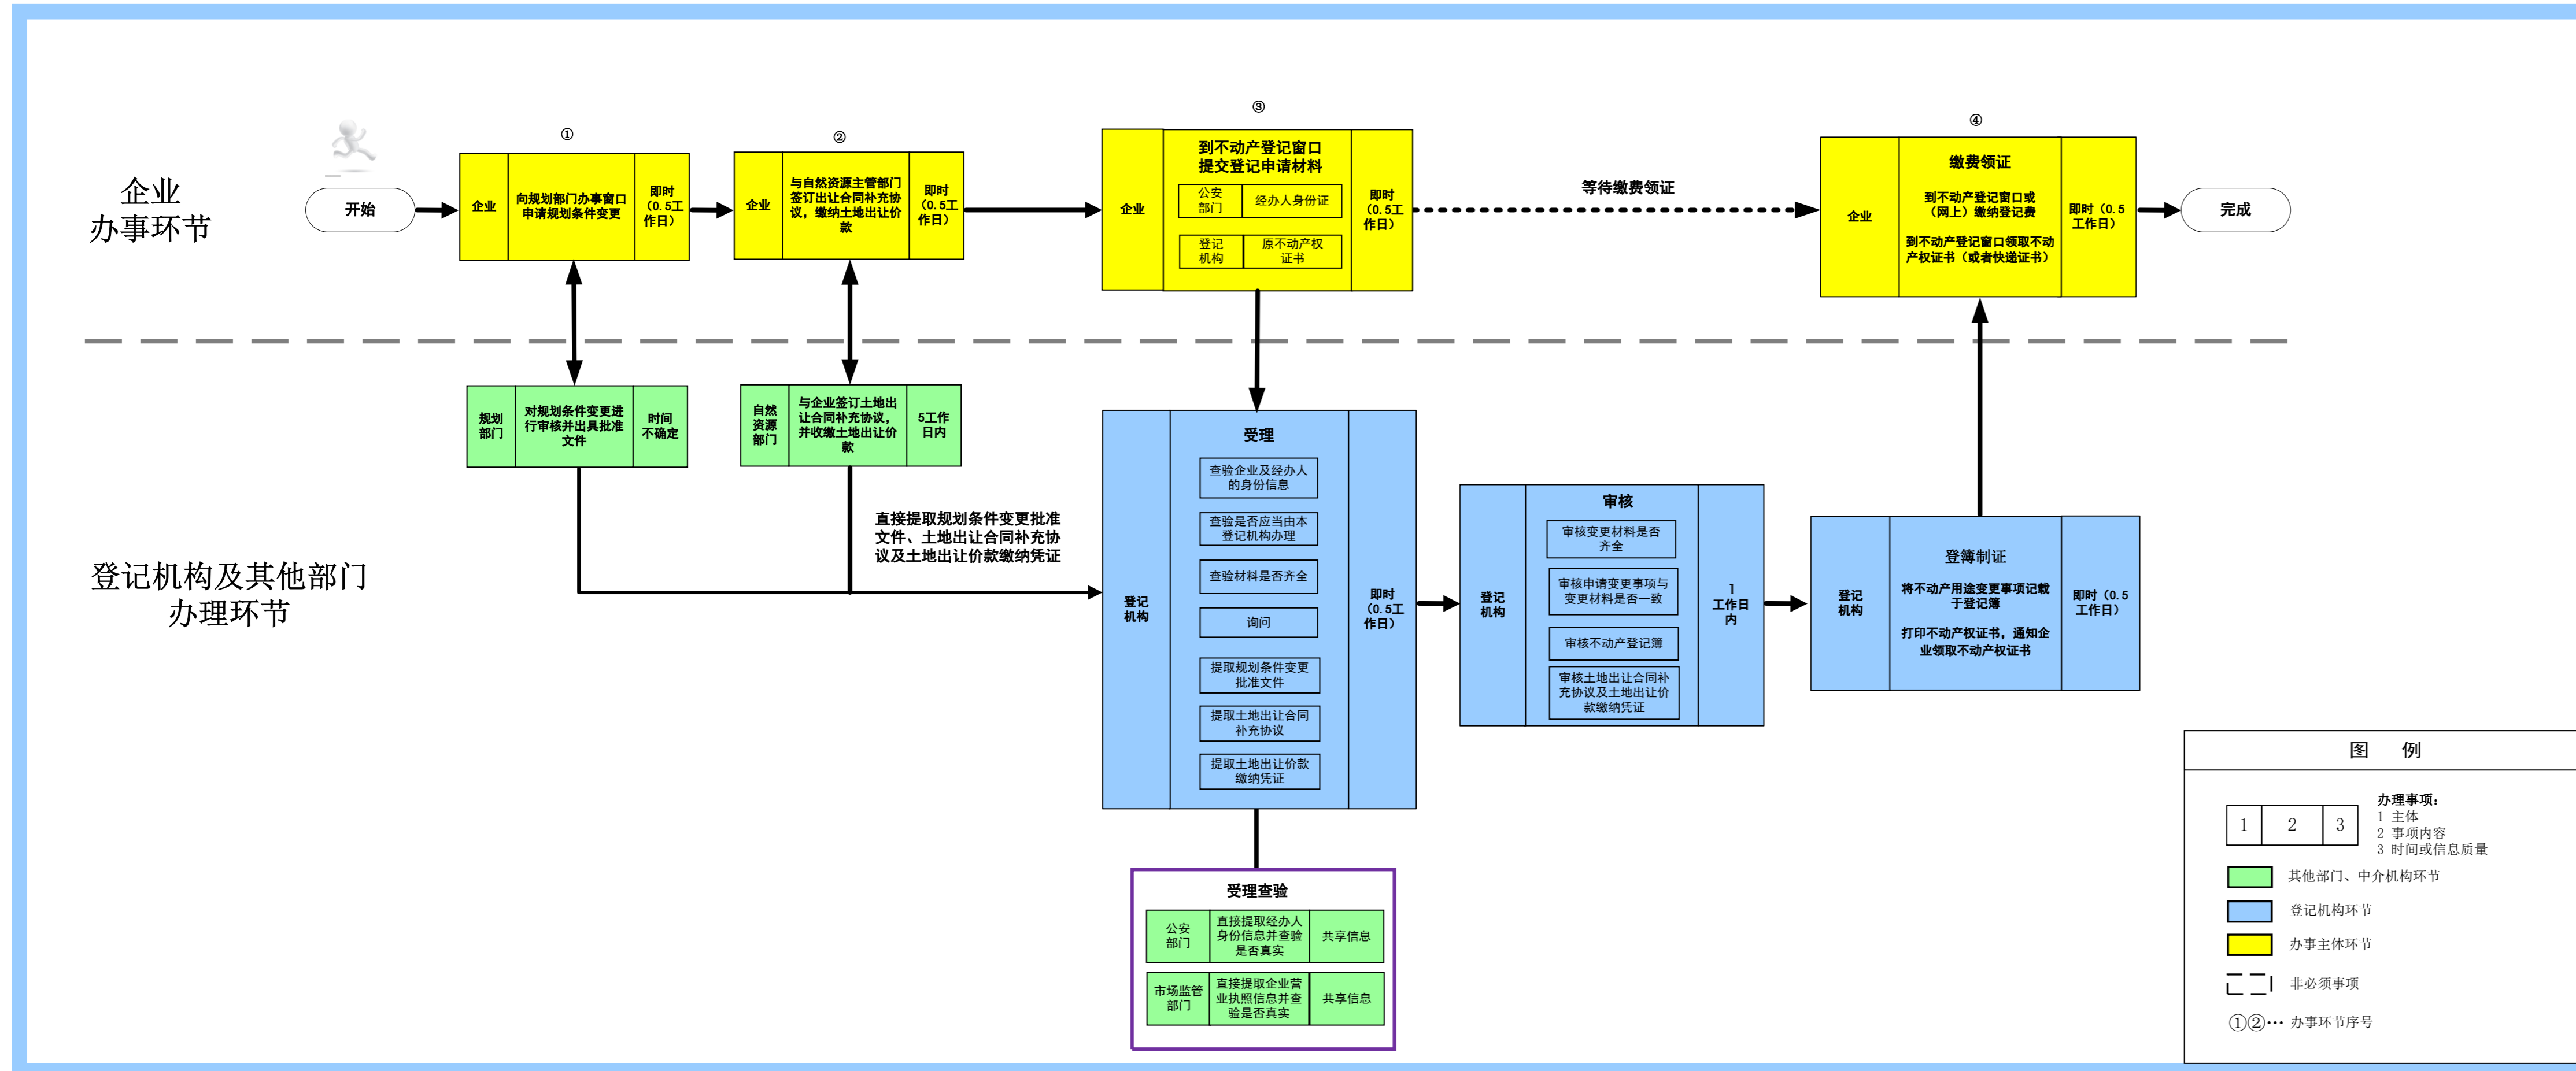 企业
办事环节
开始
①
企业
向规划部门办事窗口
申请规划条件变更
即时
（0.5工
作日）
②
企业
与自然资源主管部门
签订出让合同补充协
议，缴纳土地出让价
款
即时
（0.5工
作日）
③
企业
到不动产登记窗口
提交登记申请材料
公安
部门
经办人身份证
登记
机构
原不动产权
证书
即时
（0.5工
作日）
等待缴费领证
④
企业
缴费领证
到不动产登记窗口或
（网上）缴纳登记费
到不动产登记窗口领取不动
产权证书（或者快递证书）
即时（0.5
工作日）
完成
登记机构及其他部门
办理环节
规划
部门
对规划条件变更进
行审核并出具批准
文件
时间
不确定
自然
资源
部门
与企业签订土地出
让合同补充协议，
并收缴土地出让价
款
5工作
日内
直接提取规划条件变更批准
文件、土地出让合同补充协
议及土地出让价款缴纳凭证
登记
机构
受理
查验企业及经办人
的身份信息
查验是否应当由本
登记机构办理
查验材料是否齐全
询问
提取规划条件变更
批准文件
提取土地出让合同
补充协议
提取土地出让价款
缴纳凭证
即时
（0.5工
作日）
登记
机构
审核
审核变更材料是否
齐全
审核申请变更事项与
变更材料是否一致
审核不动产登记簿
审核土地出让合同补
充协议及土地出让价
款缴纳凭证
1
工作日
内
登记
机构
登簿制证
将不动产用途变更事项记载
于登记簿
打印不动产权证书，通知企
业领取不动产权证书
即时（0.5
工作日）
受理查验
公安
部门
直接提取经办人
身份信息并查验
是否真实
共享信息
市场监管
部门
直接提取企业营
业执照信息并查
验是否真实
共享信息
图 例
1 2 3
办理事项：
1 主体
2 事项内容
3 时间或信息质量
其他部门、中介机构环节
登记机构环节
办事主体环节
非必须事项
①②… 办事环节序号